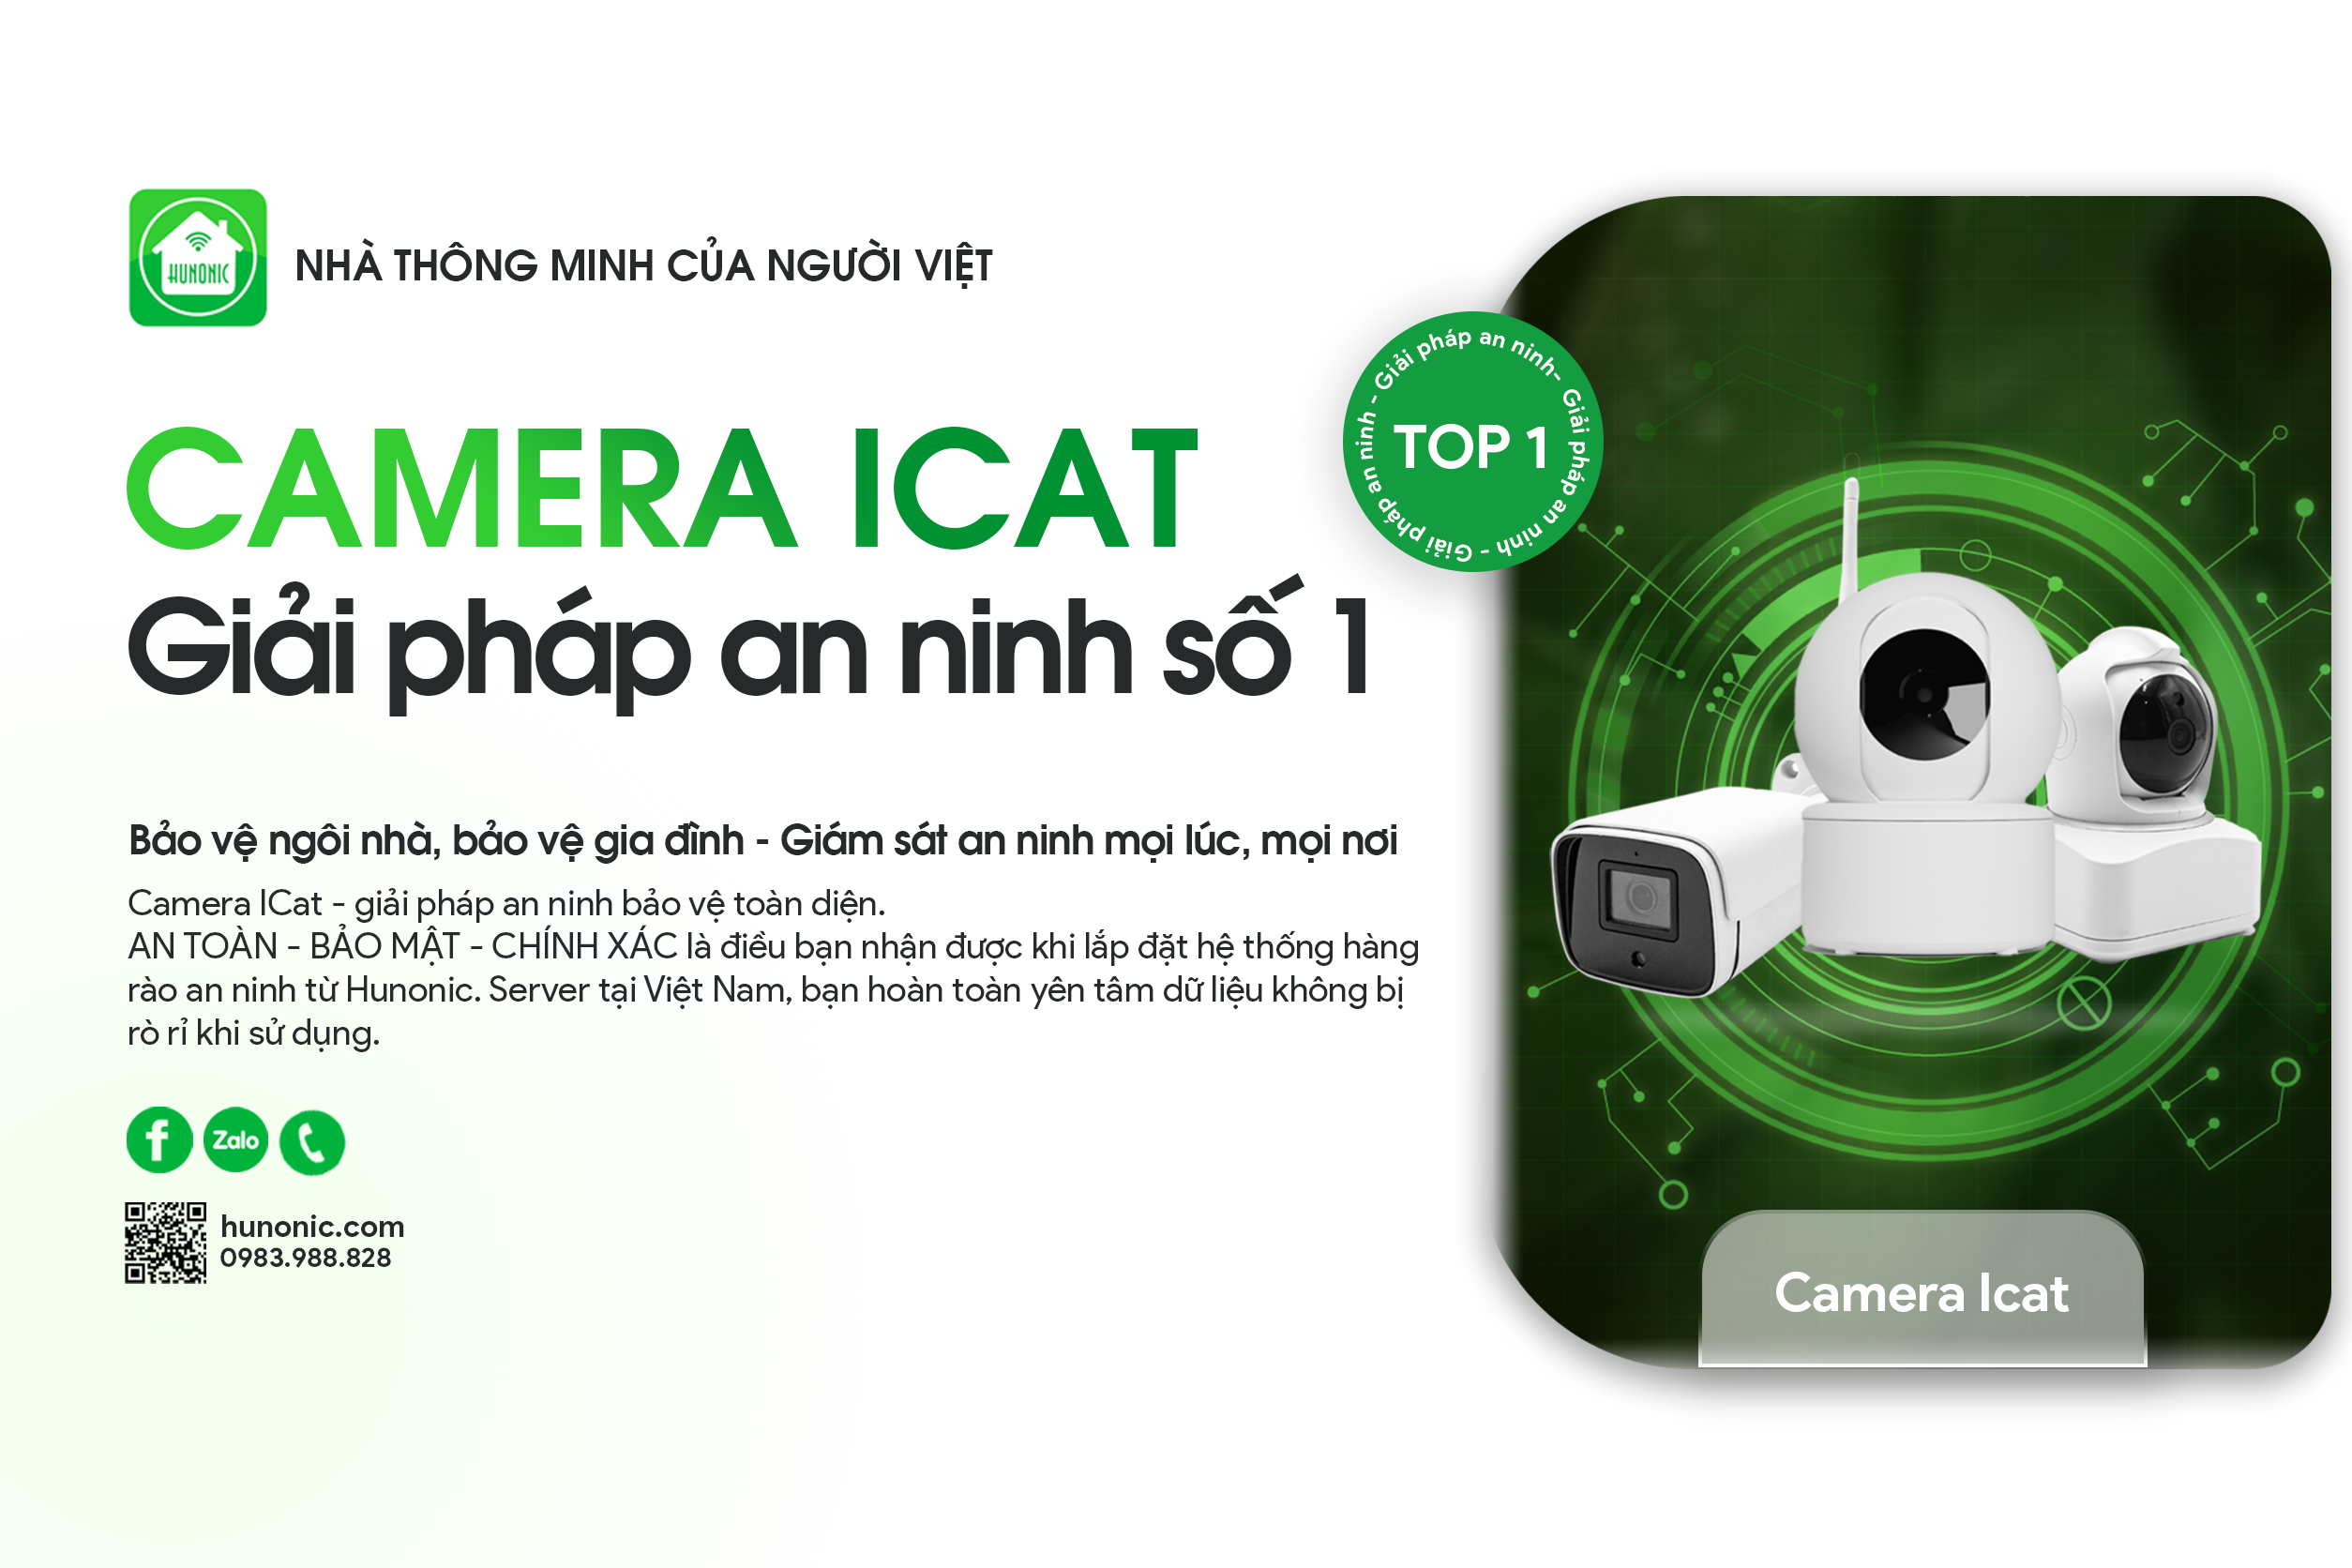 HUNONIC
NHÀ THÔNG MINH CỦA NGƯỜI VIỆT
CAMERA ICAT
Giải pháp an ninh số 1
TOP 1
Giải pháp an ninh- Giải pháp an ninh - Giải pháp an ninh -
Bảo vệ ngôi nhà, bảo vệ gia đình - Giám sát an ninh mọi lúc, mọi nơi
Camera ICat - giải pháp an ninh bảo vệ toàn diện.
AN TOÀN - BẢO MẬT - CHÍNH XÁC là điều bạn nhận được khi lắp đặt hệ thống hàng
rào an ninh từ Hunonic. Server tại Việt Nam, bạn hoàn toàn yên tâm dữ liệu không bị
rò rỉ khi sử dụng.
f
Zalo
hunonic.com
0983.988.828
Camera Icat